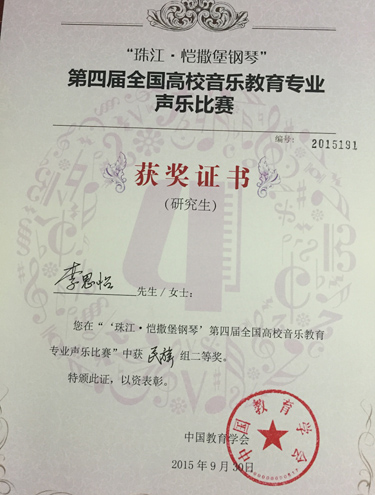 “珠江·恺撒堡钢琴”
第四届全国高校音乐教育专业
声乐比赛
编号: 2015191
获奖证书
(研究生)
李思怡 先生/女士:
您在“‘珠江·恺撒堡钢琴’第四届全国高校音乐教育
专业声乐比赛”中获 民族 组二等奖。
特颁此证,以资表彰。
中国教育学会
2015年9月30日
中国教育学会